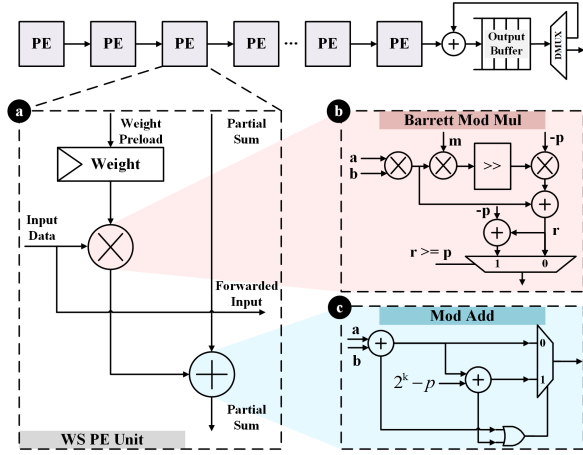 PE PE PE PE ... PE PE + Output Buffer DMUX
a
Weight
Preload
Partial
Sum
Weight
Input
Data
Forwarded
Input
Partial
Sum
WS PE Unit
b
Barrett Mod Mul
m
-p
a
b
>>
-p
r
r >= p
1 0
c
Mod Add
a
b
0
2^k - p
1